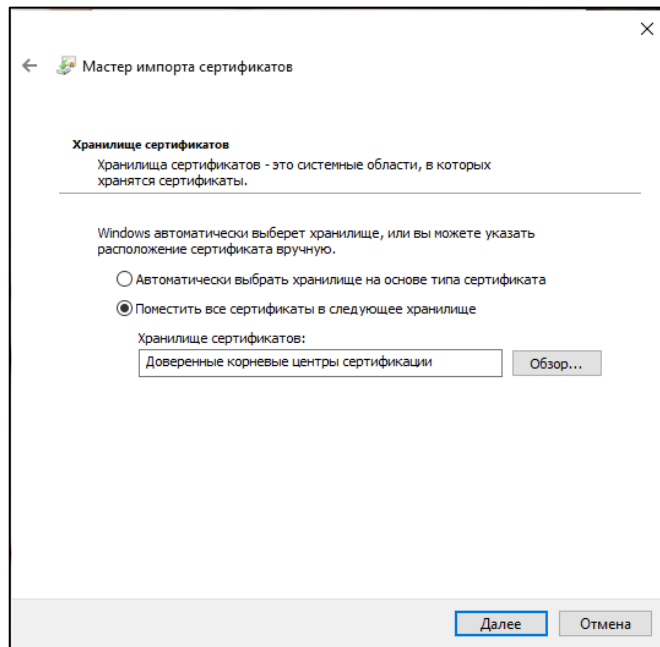 Мастер импорта сертификатов
Хранилище сертификатов
Хранилища сертификатов - это системные области, в которых
хранятся сертификаты.
Windows автоматически выберет хранилище, или вы можете указать
расположение сертификата вручную.
Автоматически выбрать хранилище на основе типа сертификата
Поместить все сертификаты в следующее хранилище
Хранилище сертификатов:
Доверенные корневые центры сертификации
Обзор...
Далее
Отмена